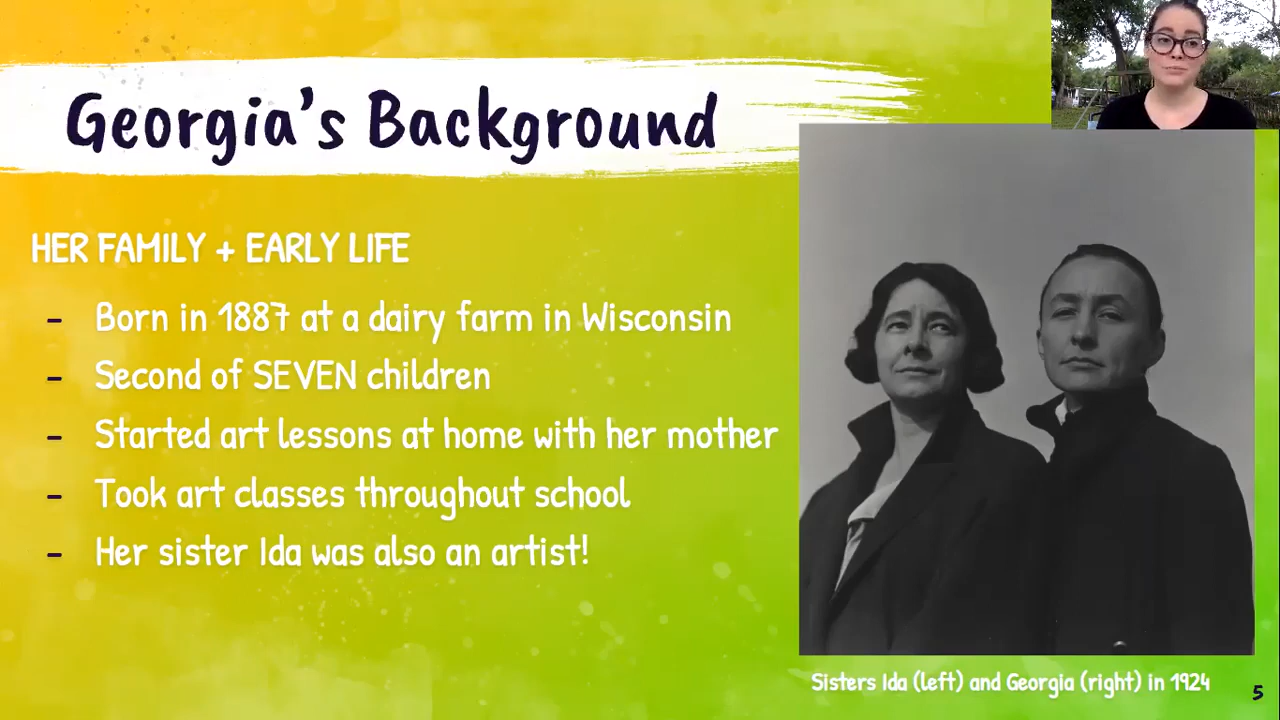 Georgia's Background
HER FAMILY + EARLY LIFE
- Born in 1887 at a dairy farm in Wisconsin
- Second of SEVEN children
- Started art lessons at home with her mother
- Took art classes throughout school
- Her sister Ida was also an artist!
Sisters Ida (left) and Georgia (right) in 1924
5